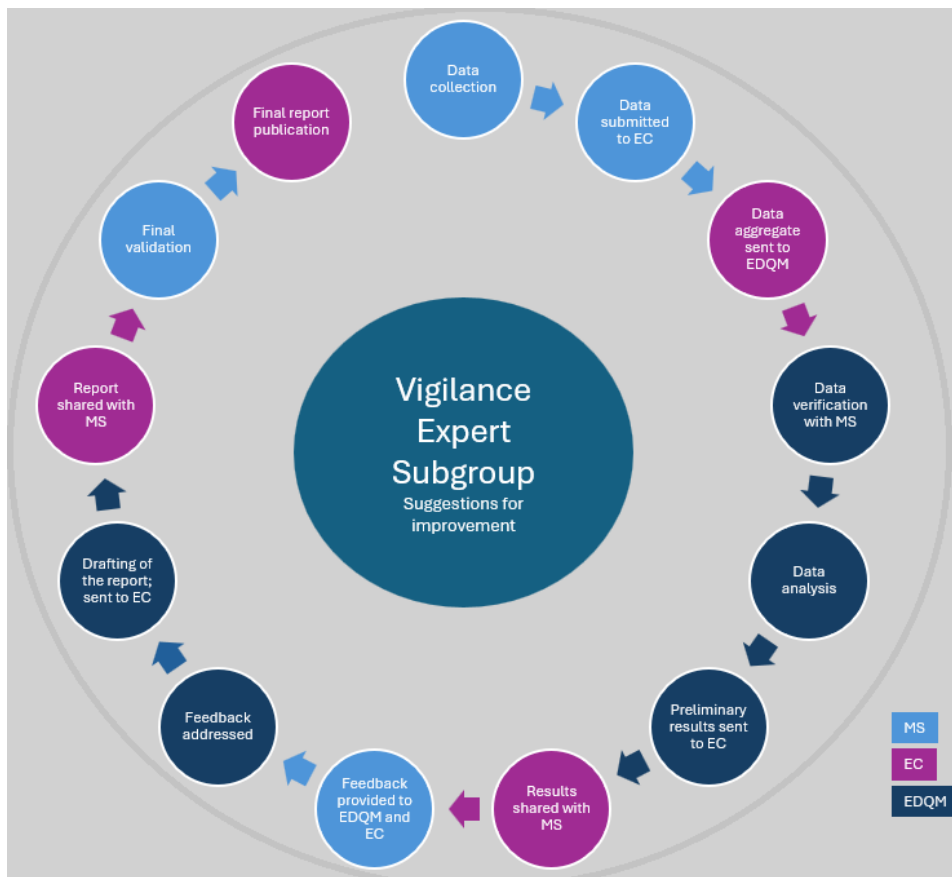 Data
collection
Data
submitted
to EC
Data
aggregate
sent to
EDQM
Data
verification
with MS
Data
analysis
Preliminary
results sent
to EC
Results
shared with
MS
Feedback
provided to
EDQM and
EC
Feedback
addressed
Drafting of
the report;
sent to EC
Report
shared with
MS
Final
validation
Final report
publication
Vigilance
Expert
Subgroup
Suggestions for
improvement
MS
EC
EDQM